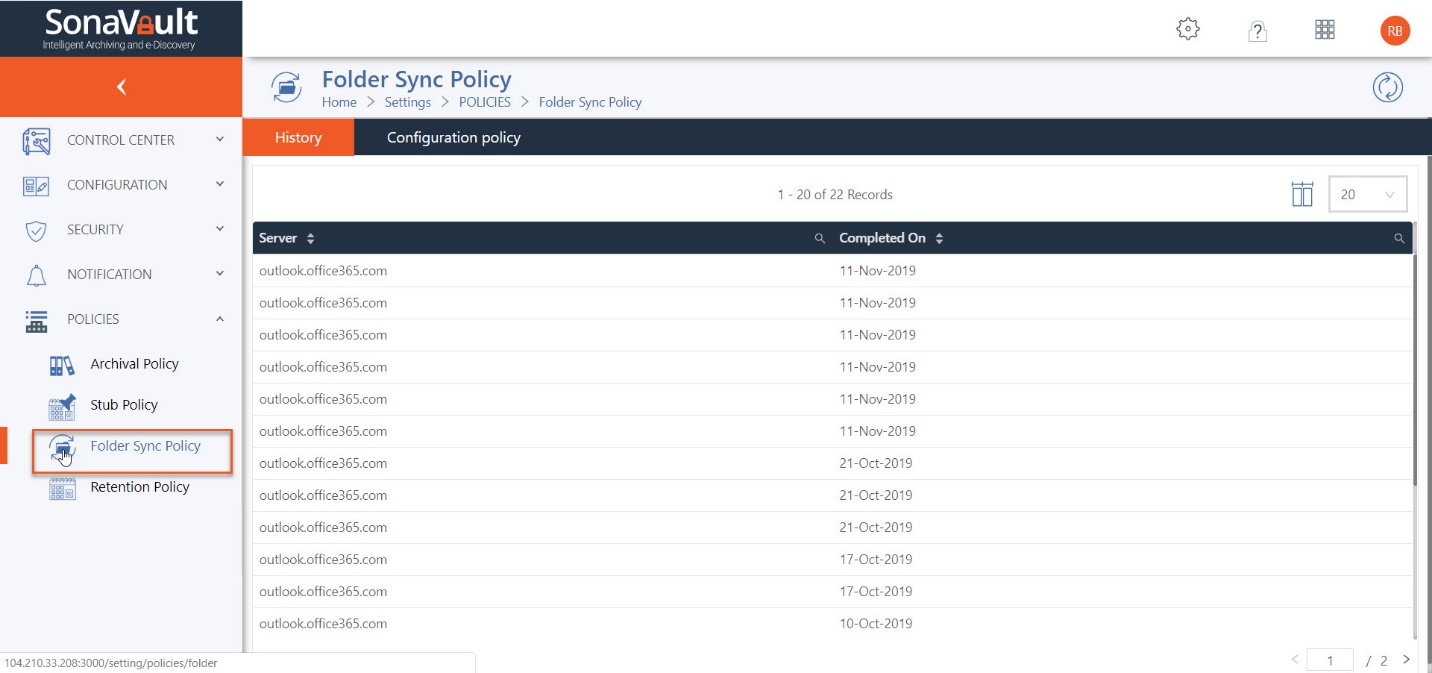 SonaVault
Intelligent Archiving and e-Discovery
?
RB
Folder Sync Policy
Home > Settings > POLICIES > Folder Sync Policy
CONTROL CENTER
CONFIGURATION
SECURITY
NOTIFICATION
POLICIES
Archival Policy
Stub Policy
Folder Sync Policy
Retention Policy
History Configuration policy
1 - 20 of 22 Records
20
Server Completed On
outlook.office365.com 11-Nov-2019
outlook.office365.com 11-Nov-2019
outlook.office365.com 11-Nov-2019
outlook.office365.com 11-Nov-2019
outlook.office365.com 11-Nov-2019
outlook.office365.com 11-Nov-2019
outlook.office365.com 21-Oct-2019
outlook.office365.com 21-Oct-2019
outlook.office365.com 21-Oct-2019
outlook.office365.com 17-Oct-2019
outlook.office365.com 17-Oct-2019
outlook.office365.com 10-Oct-2019
< 1 / 2 >
104.210.33.208:3000/setting/policies/folder